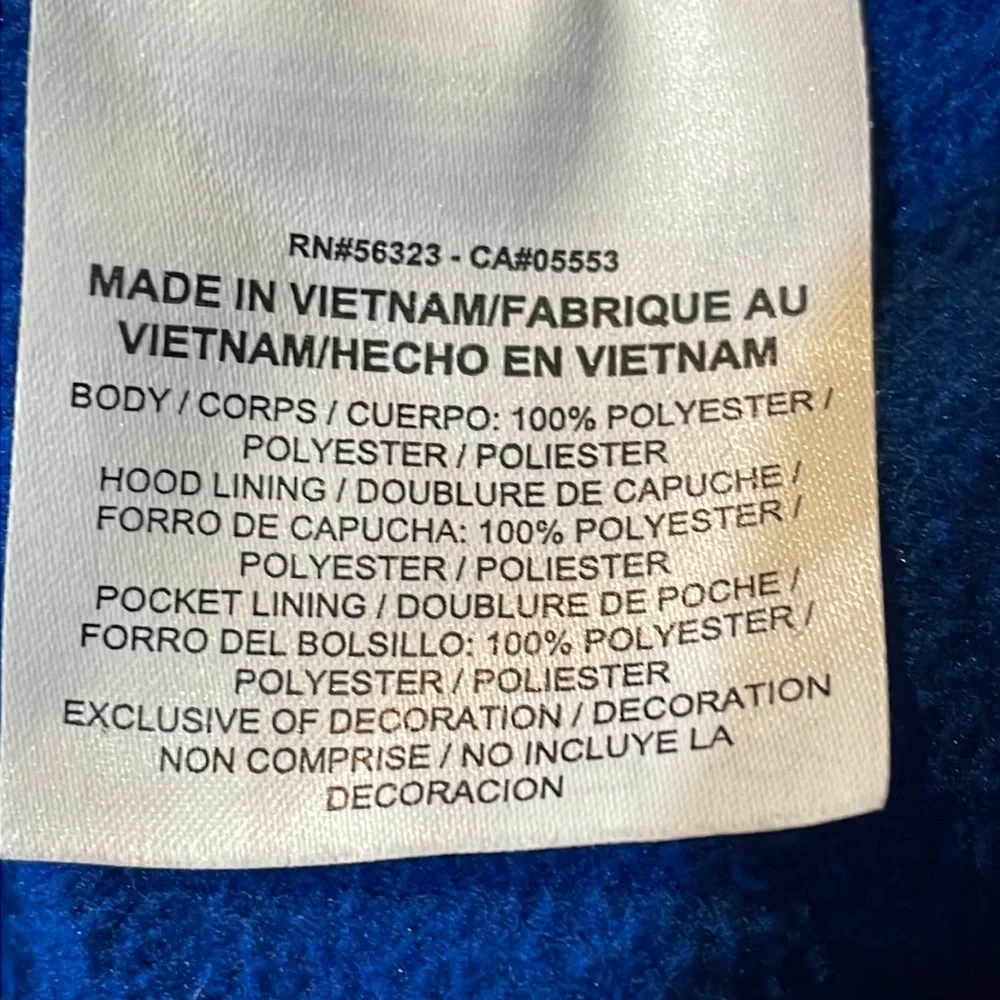 RN#56323 - CA#05553
MADE IN VIETNAM/FABRIQUE AU
VIETNAM/HECHO EN VIETNAM
BODY / CORPS / CUERPO: 100% POLYESTER /
POLYESTER / POLIESTER
HOOD LINING / DOUBLURE DE CAPUCHE /
FORRO DE CAPUCHA: 100% POLYESTER /
POLYESTER / POLIESTER
POCKET LINING / DOUBLURE DE POCHE /
FORRO DEL BOLSILLO: 100% POLYESTER /
POLYESTER / POLIESTER
EXCLUSIVE OF DECORATION / DECORATION
NON COMPRISE / NO INCLUYE LA
DECORACION